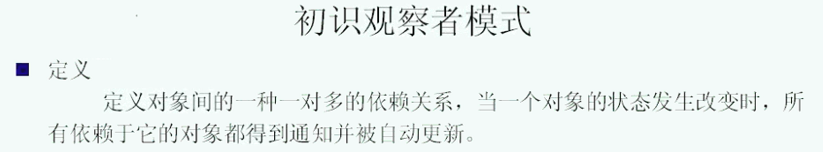 初识观察者模式
定义
定义对象间的一种一对多的依赖关系，当一个对象的状态发生改变时，所
有依赖于它的对象都得到通知并被自动更新。